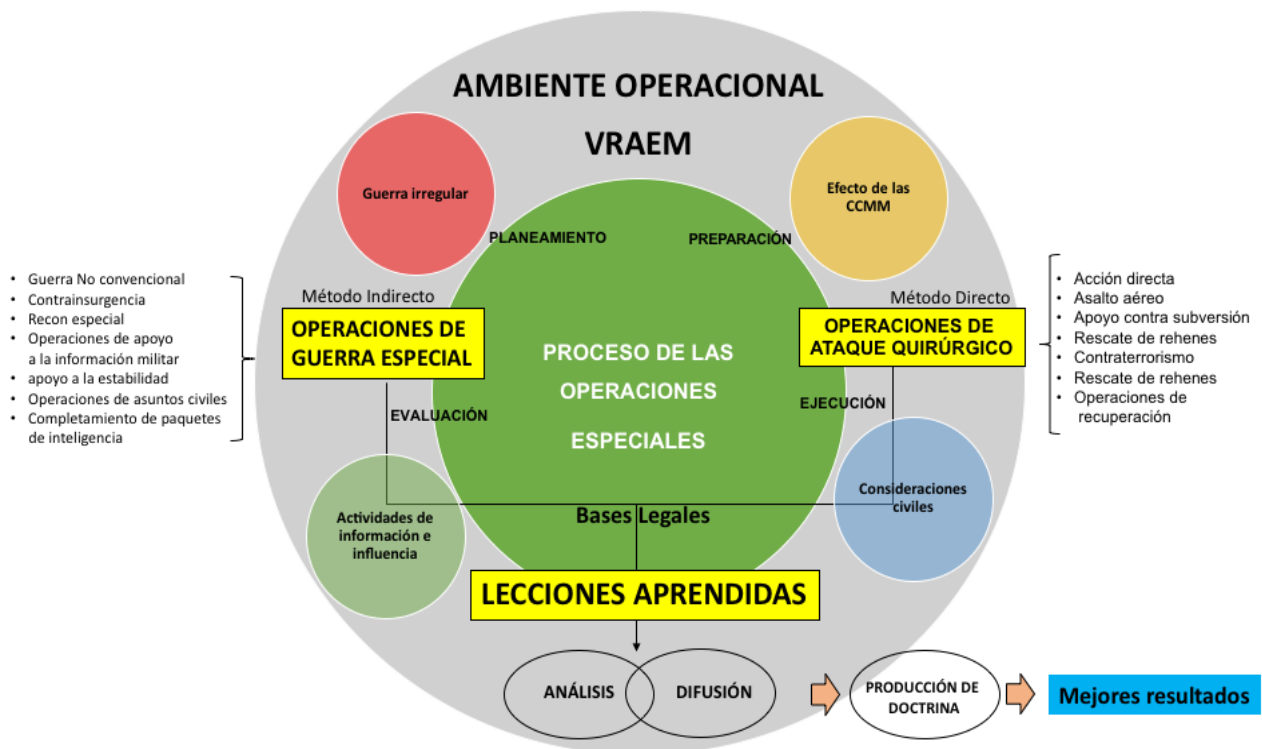 AMBIENTE OPERACIONAL
VRAEM
Guerra irregular
Efecto de las
CCMM
PLANEAMIENTO
PREPARACIÓN
• Guerra No convencional
• Contrainsurgencia
• Recon especial
• Operaciones de apoyo
a la información militar
• apoyo a la estabilidad
• Operaciones de asuntos civiles
• Completamiento de paquetes
de inteligencia
Método Indirecto
OPERACIONES DE
GUERRA ESPECIAL
EVALUACIÓN
PROCESO DE LAS
OPERACIONES
ESPECIALES
Método Directo
OPERACIONES DE
ATAQUE QUIRÚRGICO
EJECUCIÓN
• Acción directa
• Asalto aéreo
• Apoyo contra subversión
• Rescate de rehenes
• Contraterrorismo
• Rescate de rehenes
• Operaciones de
recuperación
Actividades de
información e
influencia
Bases Legales
Consideraciones
civiles
LECCIONES APRENDIDAS
ANÁLISIS
DIFUSIÓN
PRODUCCIÓN DE
DOCTRINA
Mejores resultados